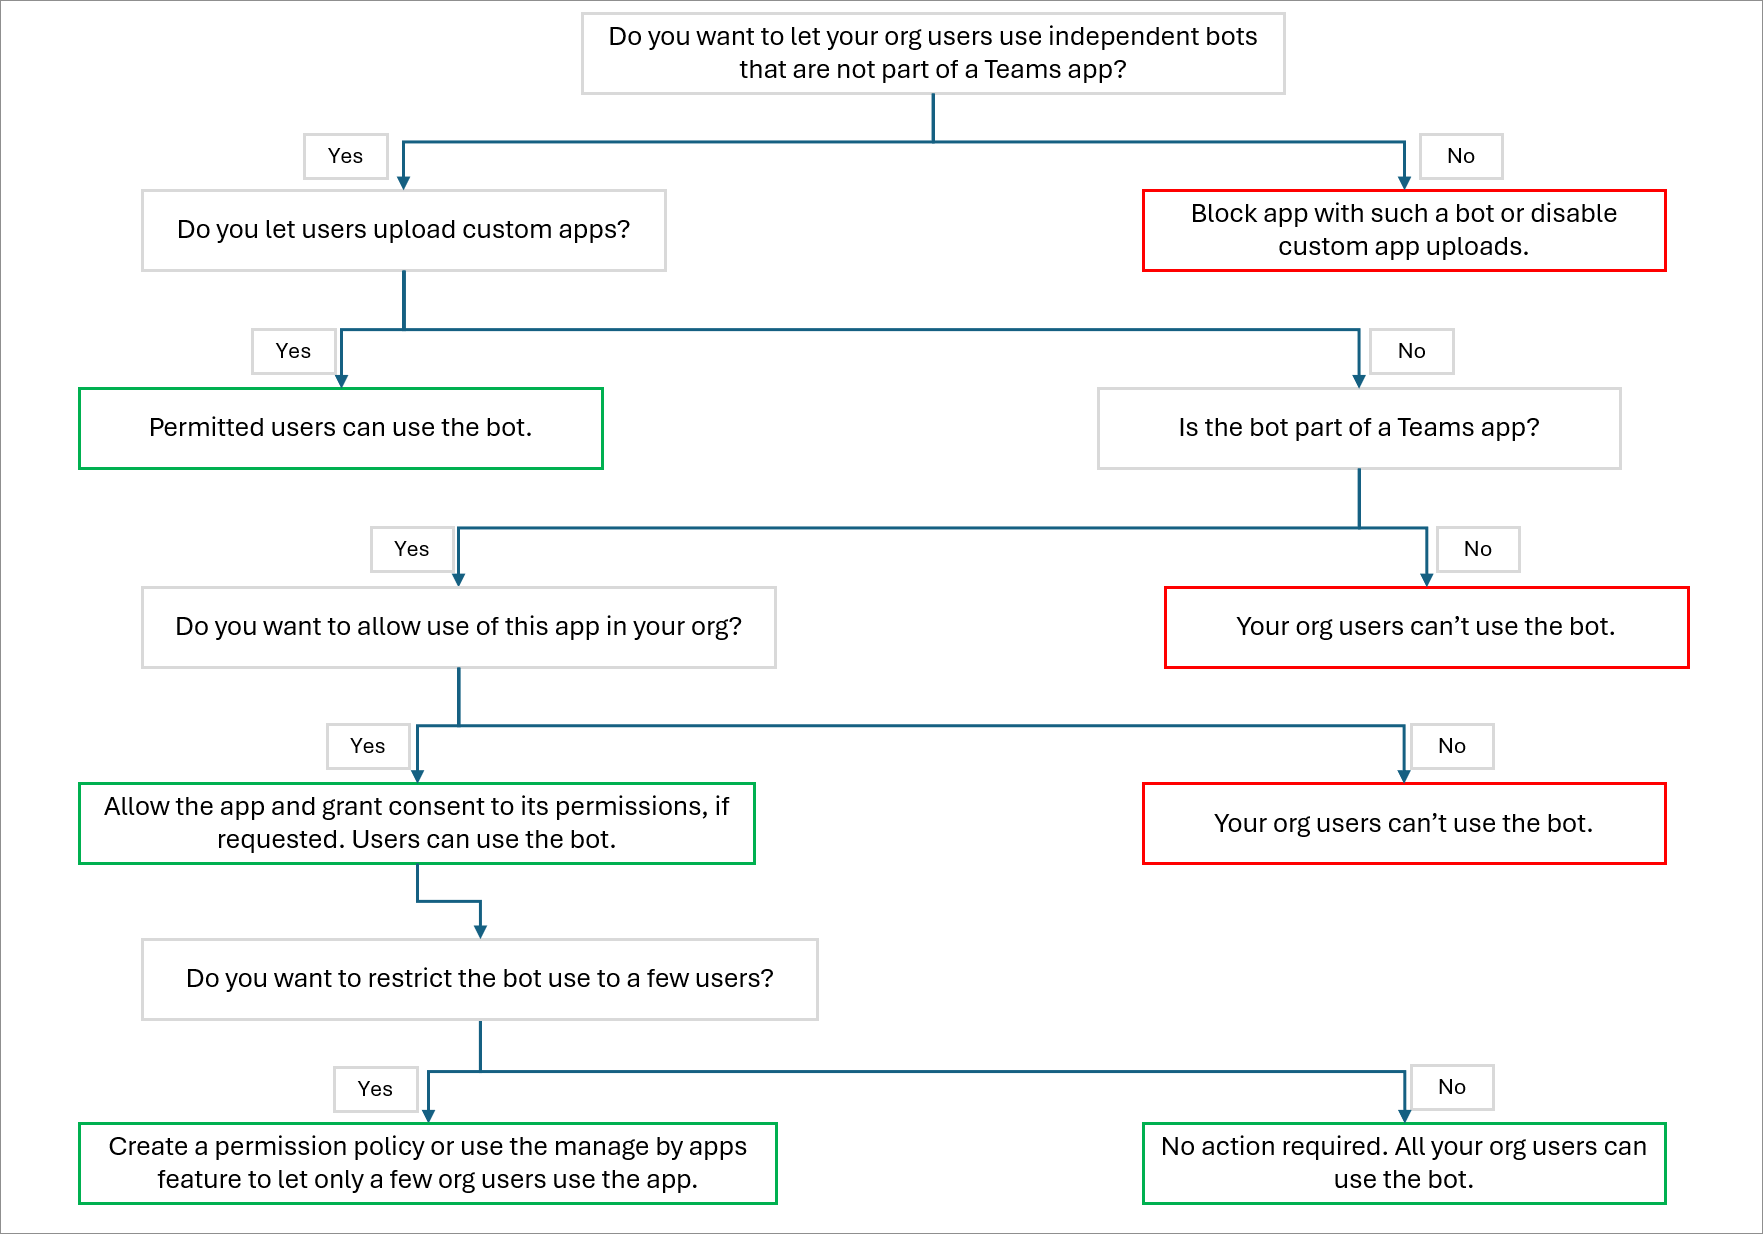 Do you want to let your org users use independent bots
that are not part of a Teams app?
Yes
No
Do you let users upload custom apps?
Block app with such a bot or disable
custom app uploads.
Yes
No
Permitted users can use the bot.
Is the bot part of a Teams app?
Yes
No
Do you want to allow use of this app in your org?
Your org users can’t use the bot.
Yes
No
Allow the app and grant consent to its permissions, if
requested. Users can use the bot.
Your org users can’t use the bot.
Do you want to restrict the bot use to a few users?
Yes
No
Create a permission policy or use the manage by apps
feature to let only a few org users use the app.
No action required. All your org users can
use the bot.